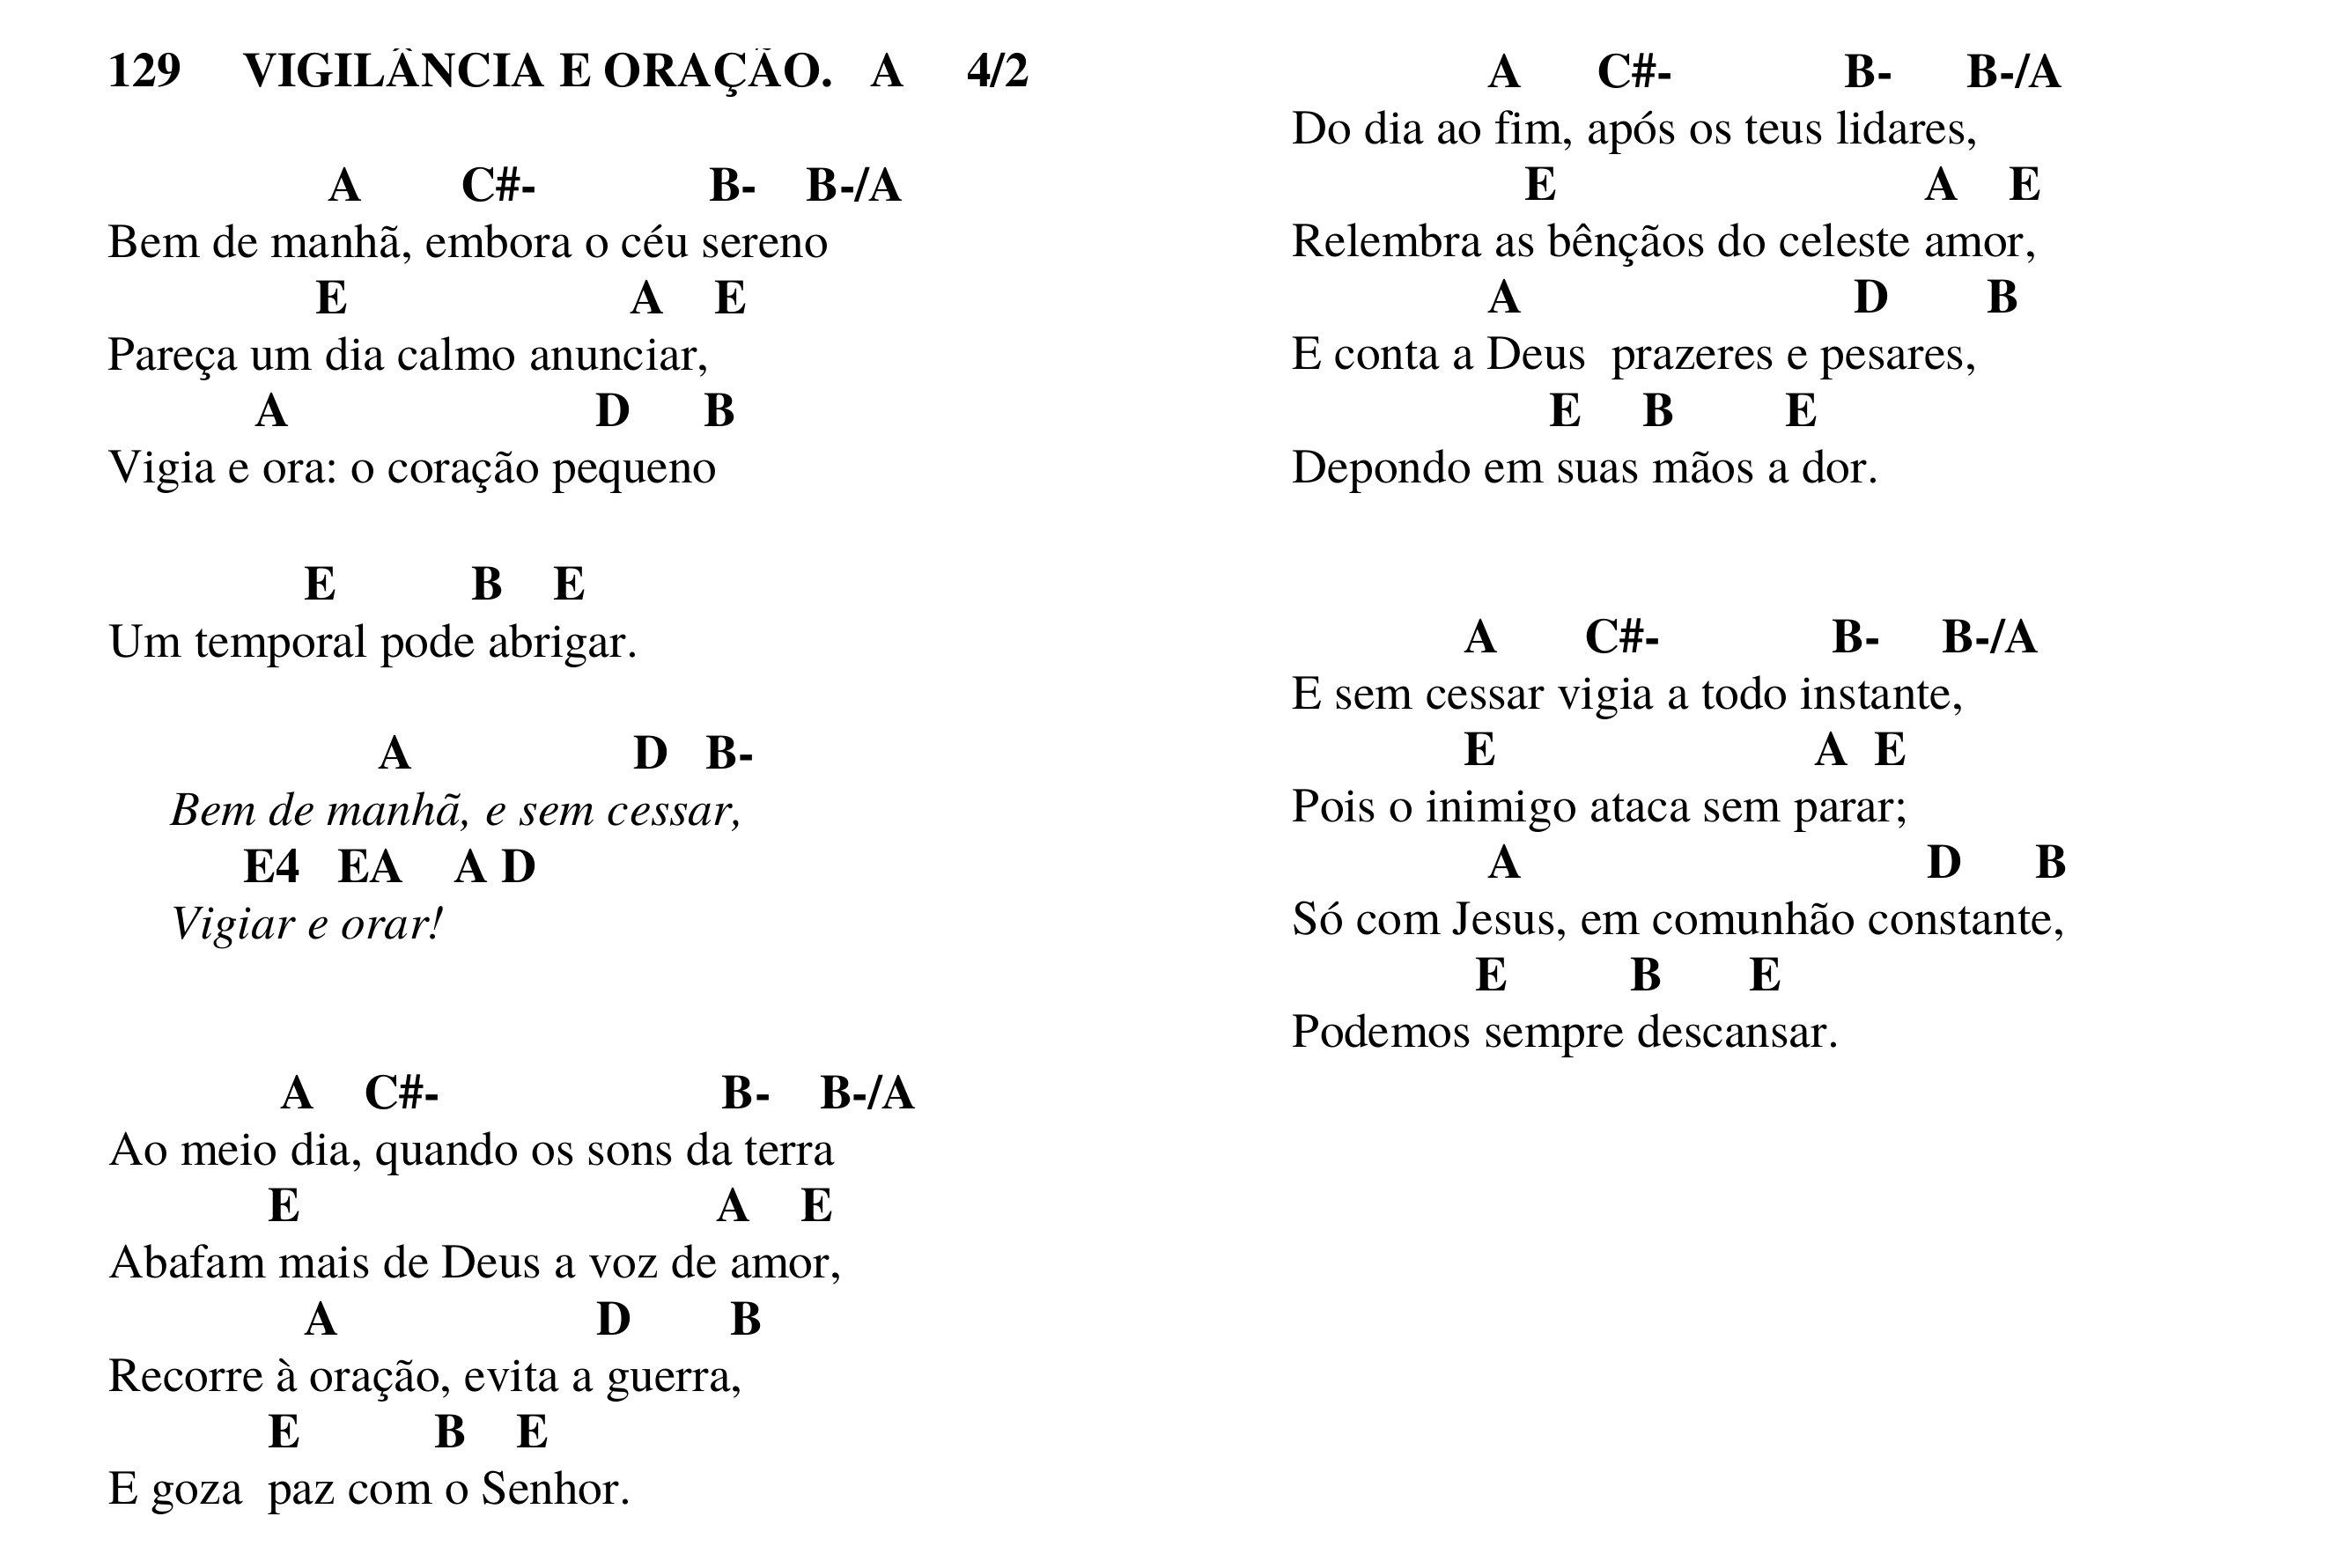 129 VIGILÂNCIA E ORAÇÃO. A 4/2
A C#- B- B-/A
Bem de manhã, embora o céu sereno
E A E
Pareça um dia calmo anunciar,
A D B
Vigia e ora: o coração pequeno
E B E
Um temporal pode abrigar.
A D B-
Bem de manhã, e sem cessar,
E4 EA A D
Vigiar e orar!
A C#- B- B-/A
Ao meio dia, quando os sons da terra
E A E
Abafam mais de Deus a voz de amor,
A D B
Recorre à oração, evita a guerra,
E B E
E goza paz com o Senhor.
A C#- B- B-/A
Do dia ao fim, após os teus lidares,
E A E
Relembra as bênçãos do celeste amor,
A D B
E conta a Deus prazeres e pesares,
E B E
Depondo em suas mãos a dor.
A C#- B- B-/A
E sem cessar vigia a todo instante,
E A E
Pois o inimigo ataca sem parar;
A D B
Só com Jesus, em comunhão constante,
E B E
Podemos sempre descansar.